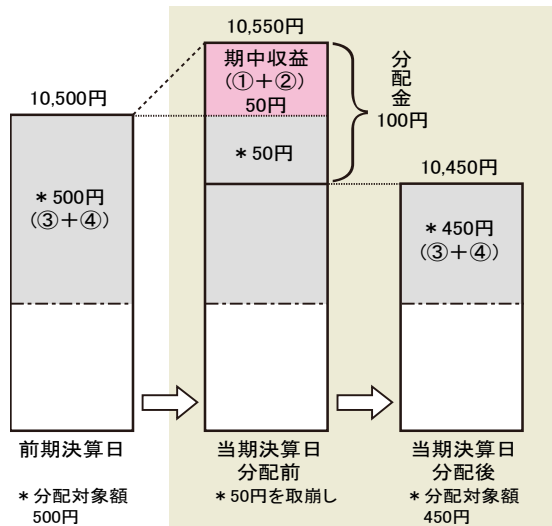 10,550円
期中収益
(①+②)
50円
分配金
100円
10,500円
*50円
10,450円
*500円
(③+④)
*450円
(③+④)
前期決算日
当期決算日
分配前
当期決算日
分配後
*分配対象額
500円
*50円を取崩し
*分配対象額
450円